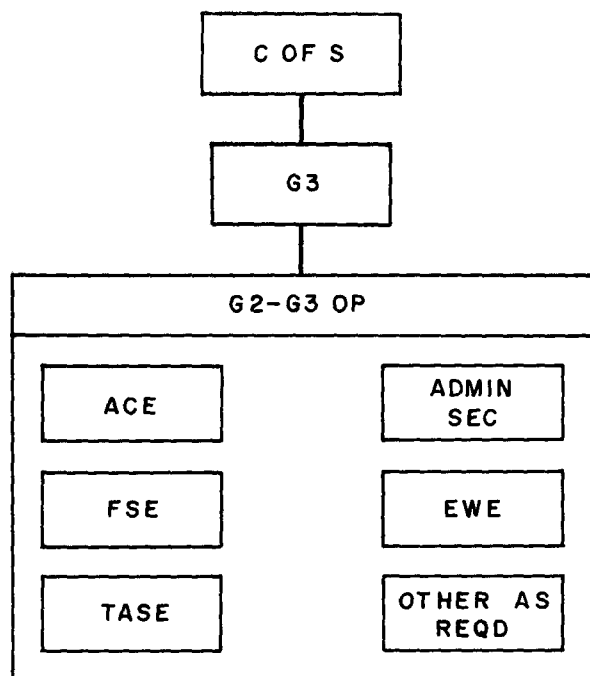 C OF S
G3
G2-G3 OP
ACE
ADMIN
SEC
FSE
EWE
TASE
OTHER AS
REQD